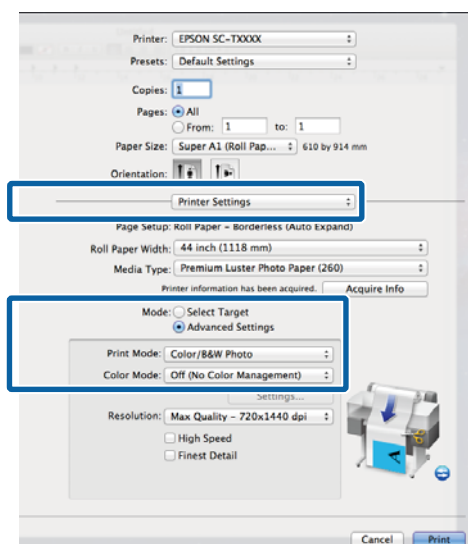 Printer: EPSON SC-TXXXX
Presets: Default Settings
Copies: 1
Pages: All
From: 1 to: 1
Paper Size: Super A1 (Roll Pap... 610 by 914 mm
Orientation:
Printer Settings
Page Setup: Roll Paper - Borderless (Auto Expand)
Roll Paper Width: 44 inch (1118 mm)
Media Type: Premium Luster Photo Paper (260)
Printer information has been acquired. Acquire Info
Mode: Select Target
Advanced Settings
Print Mode: Color/B&W Photo
Color Mode: Off (No Color Management)
Settings...
Resolution: Max Quality - 720x1440 dpi
High Speed
Finest Detail
Cancel Print